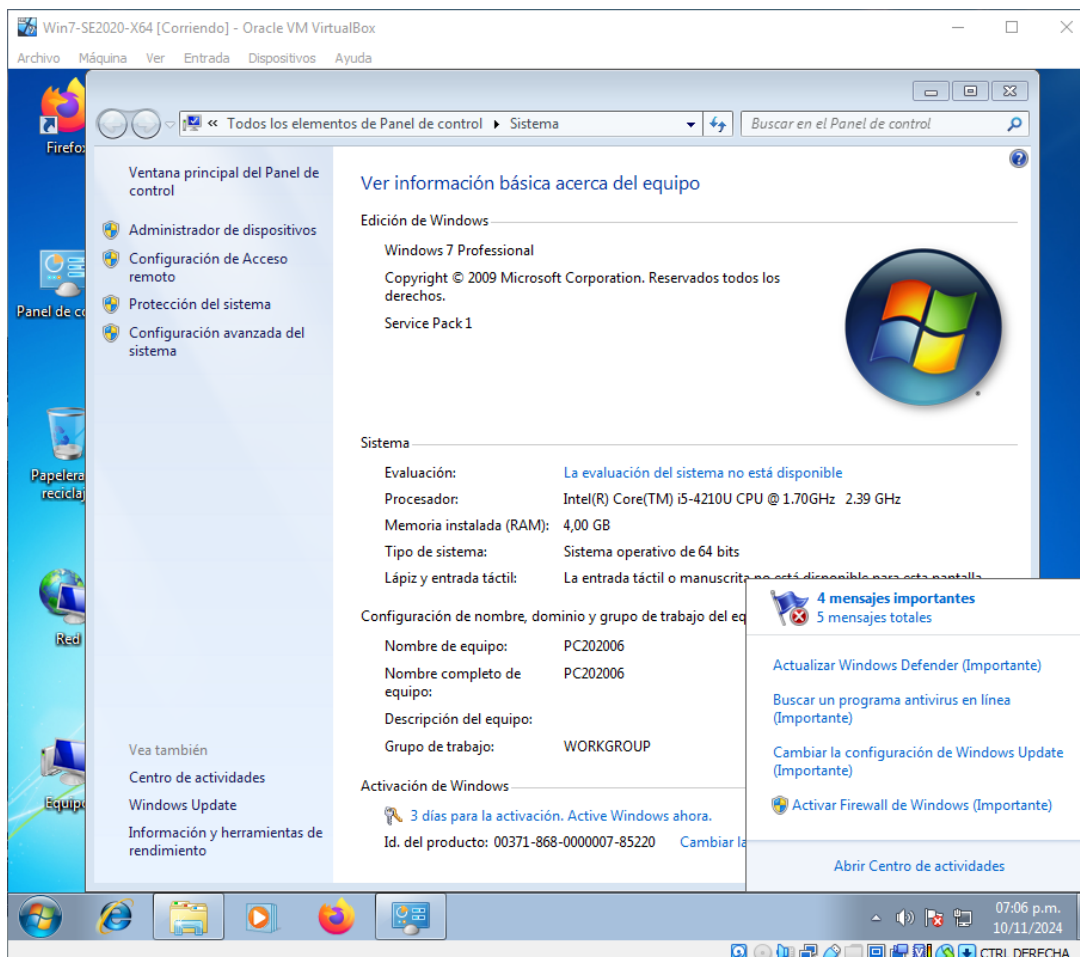 Win7-SE2020-X64 [Corriendo] - Oracle VM VirtualBox
Archivo Máquina Ver Entrada Dispositivos Ayuda
Firefox
Panel de co
Papelera
recicla
Red
Equipo
« Todos los elementos de Panel de control ▸ Sistema
Buscar en el Panel de control
Ventana principal del Panel de
control
Administrador de dispositivos
Configuración de Acceso
remoto
Protección del sistema
Configuración avanzada del
sistema
Vea también
Centro de actividades
Windows Update
Información y herramientas de
rendimiento
Ver información básica acerca del equipo
Edición de Windows
Windows 7 Professional
Copyright © 2009 Microsoft Corporation. Reservados todos los
derechos.
Service Pack 1
Sistema
Evaluación: La evaluación del sistema no está disponible
Procesador: Intel(R) Core(TM) i5-4210U CPU @ 1.70GHz 2.39 GHz
Memoria instalada (RAM): 4,00 GB
Tipo de sistema: Sistema operativo de 64 bits
Lápiz y entrada táctil: La entrada táctil o manuscrita no está disponible para esta pantalla
Configuración de nombre, dominio y grupo de trabajo del eq
Nombre de equipo: PC202006
Nombre completo de PC202006
equipo:
Descripción del equipo:
Grupo de trabajo: WORKGROUP
Activación de Windows
3 días para la activación. Active Windows ahora.
Id. del producto: 00371-868-0000007-85220 Cambiar la
4 mensajes importantes
5 mensajes totales
Actualizar Windows Defender (Importante)
Buscar un programa antivirus en línea
(Importante)
Cambiar la configuración de Windows Update
(Importante)
Activar Firewall de Windows (Importante)
Abrir Centro de actividades
07:06 p.m.
10/11/2024
CTRL DERECHA